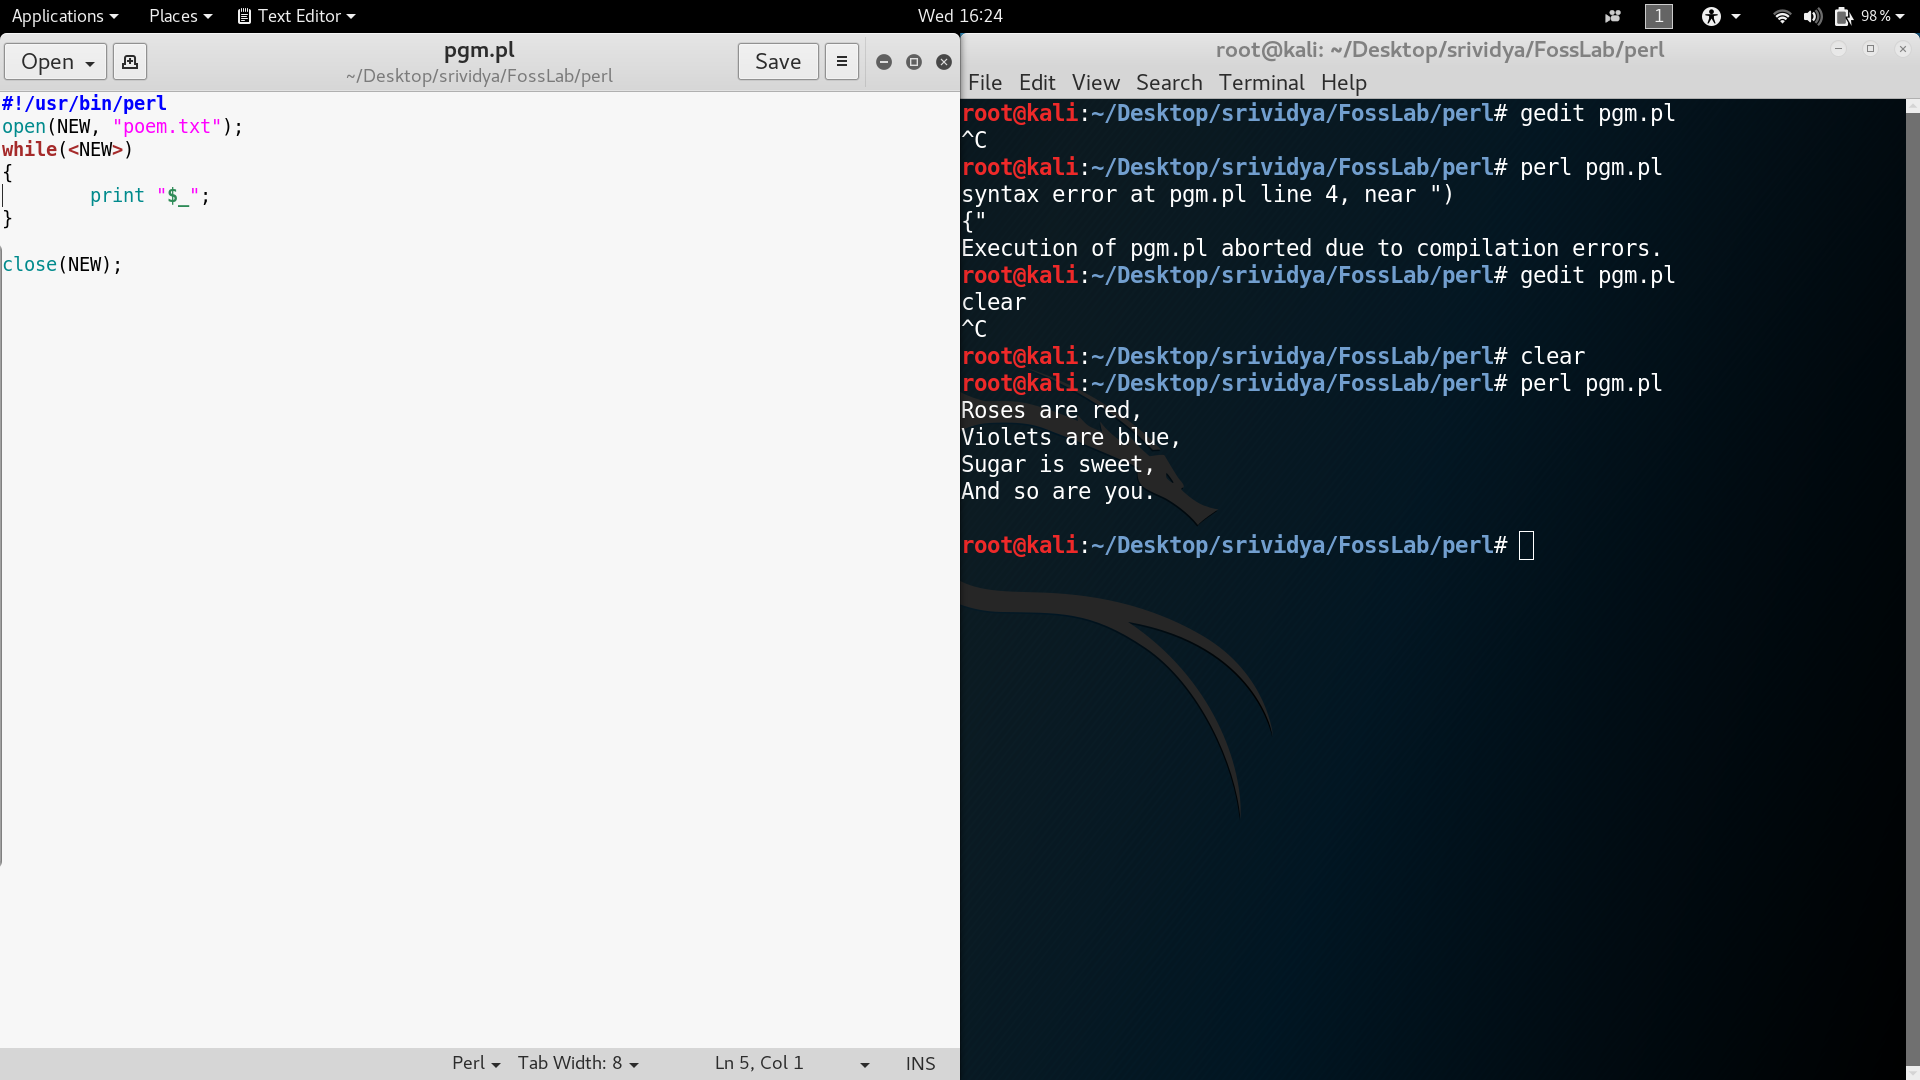 Applications Places Text Editor Wed 16:24 1 98%
Open pgm.pl Save
~/Desktop/srividya/FossLab/perl
#!/usr/bin/perl
open(NEW, "poem.txt");
while(<NEW>)
{
        print "$_";
}

close(NEW);
Perl Tab Width: 8 Ln 5, Col 1 INS
root@kali: ~/Desktop/srividya/FossLab/perl
File Edit View Search Terminal Help
root@kali:~/Desktop/srividya/FossLab/perl# gedit pgm.pl
^C
root@kali:~/Desktop/srividya/FossLab/perl# perl pgm.pl
syntax error at pgm.pl line 4, near ")
{"
Execution of pgm.pl aborted due to compilation errors.
root@kali:~/Desktop/srividya/FossLab/perl# gedit pgm.pl
clear
^C
root@kali:~/Desktop/srividya/FossLab/perl# clear
root@kali:~/Desktop/srividya/FossLab/perl# perl pgm.pl
Roses are red,
Violets are blue,
Sugar is sweet,
And so are you.

root@kali:~/Desktop/srividya/FossLab/perl#